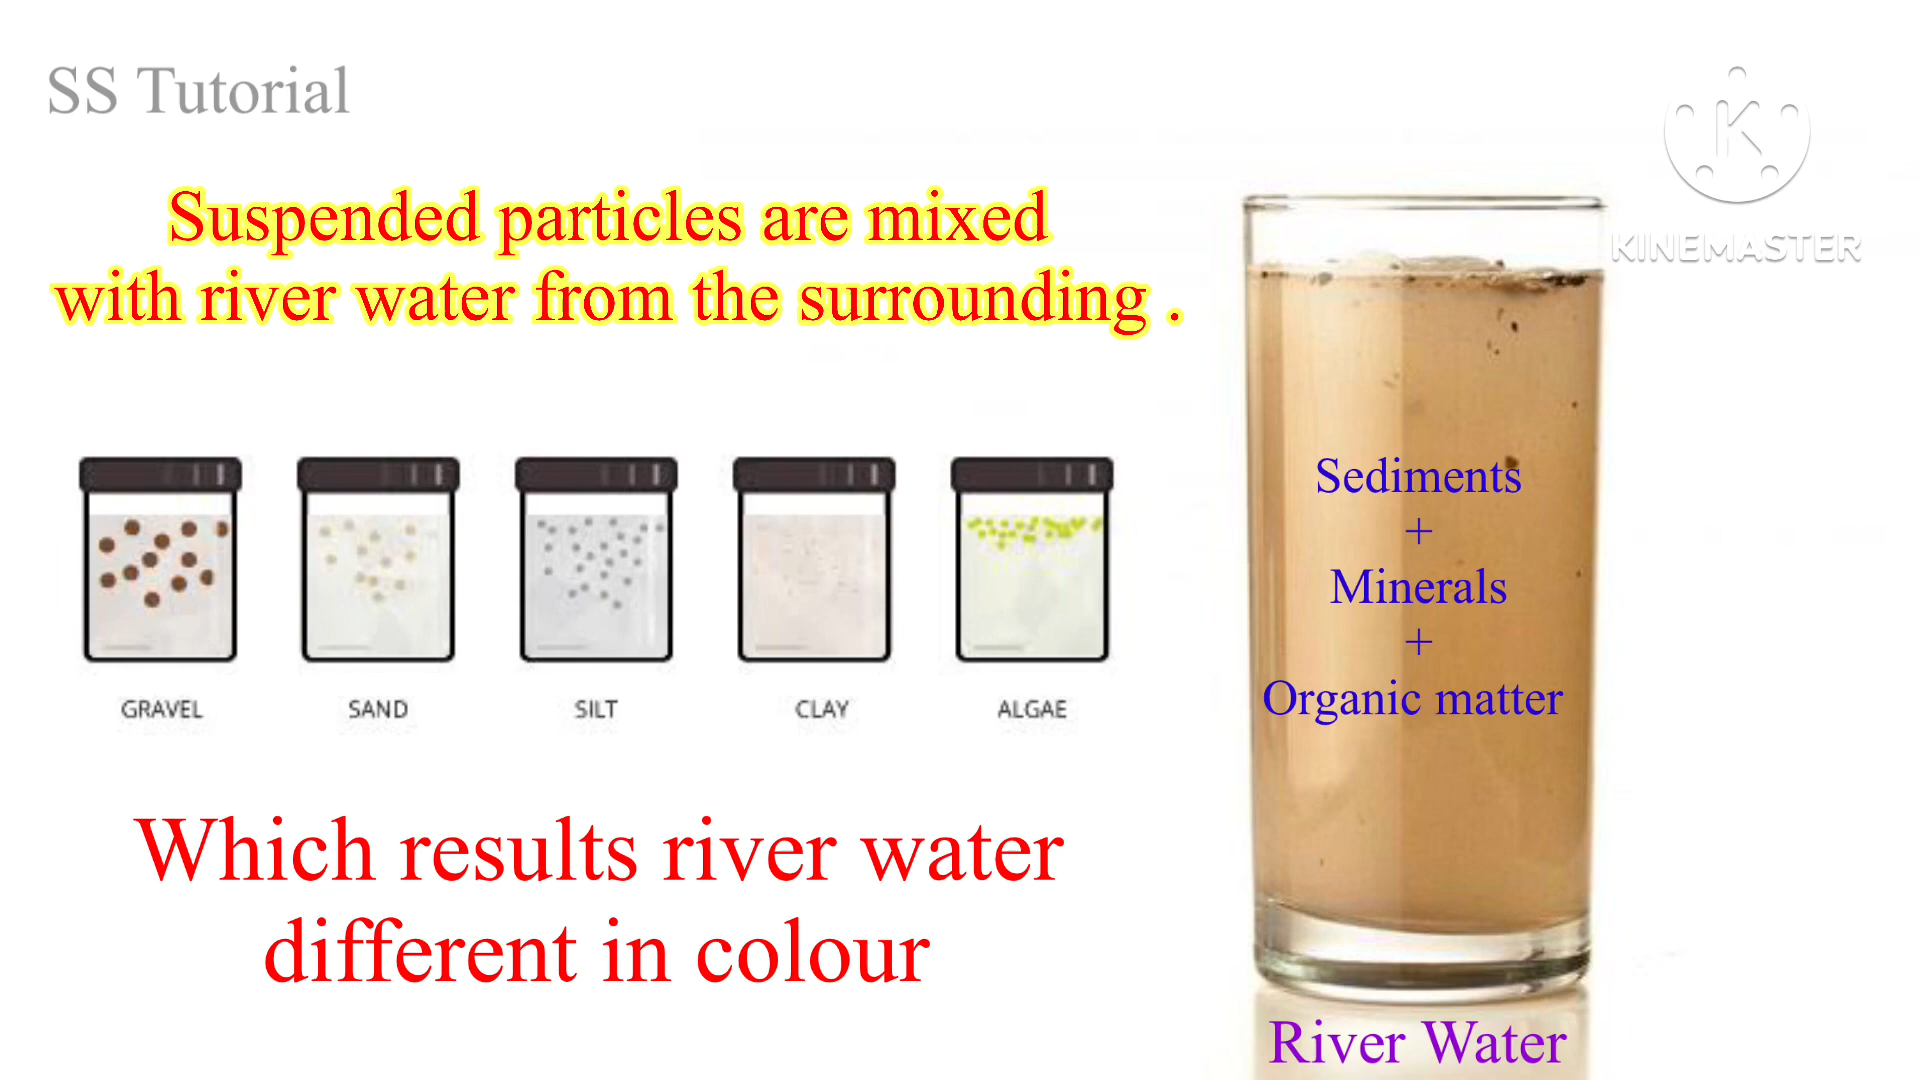 SS Tutorial
K
KINEMASTER
Suspended particles are mixed
with river water from the surrounding .
GRAVEL
SAND
SILT
CLAY
ALGAE
Sediments
+
Minerals
+
Organic matter
Which results river water
different in colour
River Water